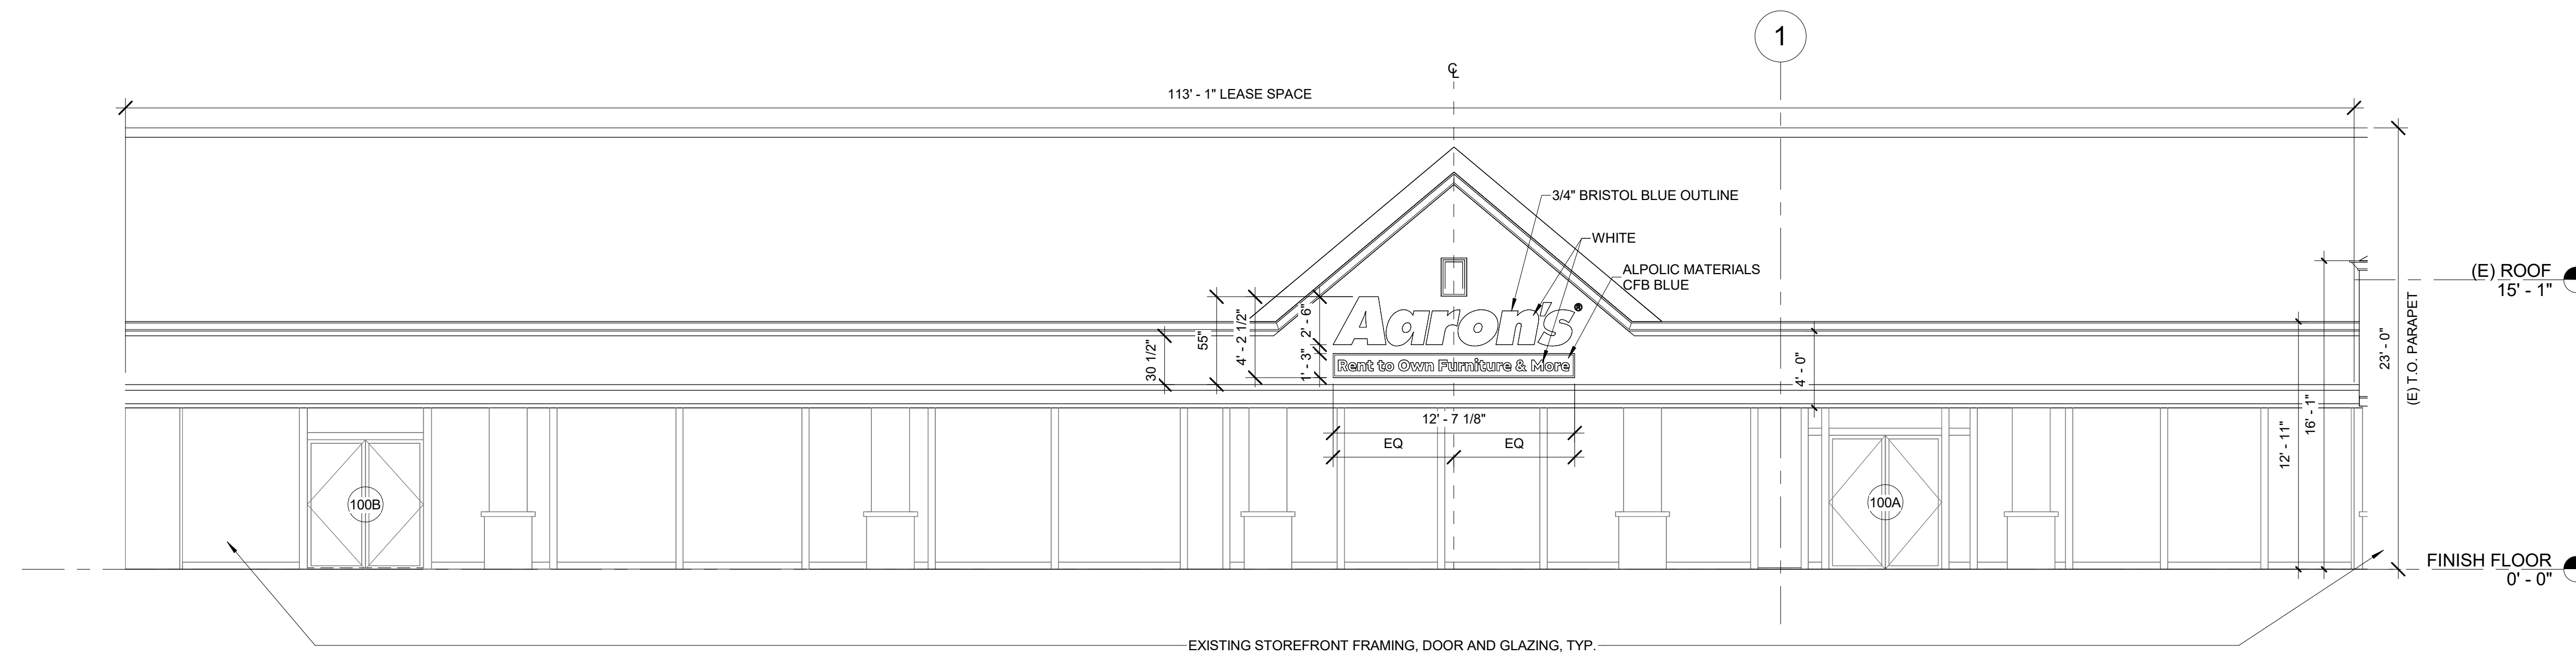 1
℄
113' - 1" LEASE SPACE
3/4" BRISTOL BLUE OUTLINE
WHITE
ALPOLIC MATERIALS
CFB BLUE
(E) ROOF
15' - 1"
Aaron's®
Rent to Own Furniture & More
30 1/2"
55"
4' - 2 1/2"
2' - 6"
1' - 3"
4' - 0"
12' - 11"
16' - 1"
23' - 0"
(E) T.O. PARAPET
12' - 7 1/8"
EQ
EQ
100B
100A
FINISH FLOOR
0' - 0"
EXISTING STOREFRONT FRAMING, DOOR AND GLAZING, TYP.